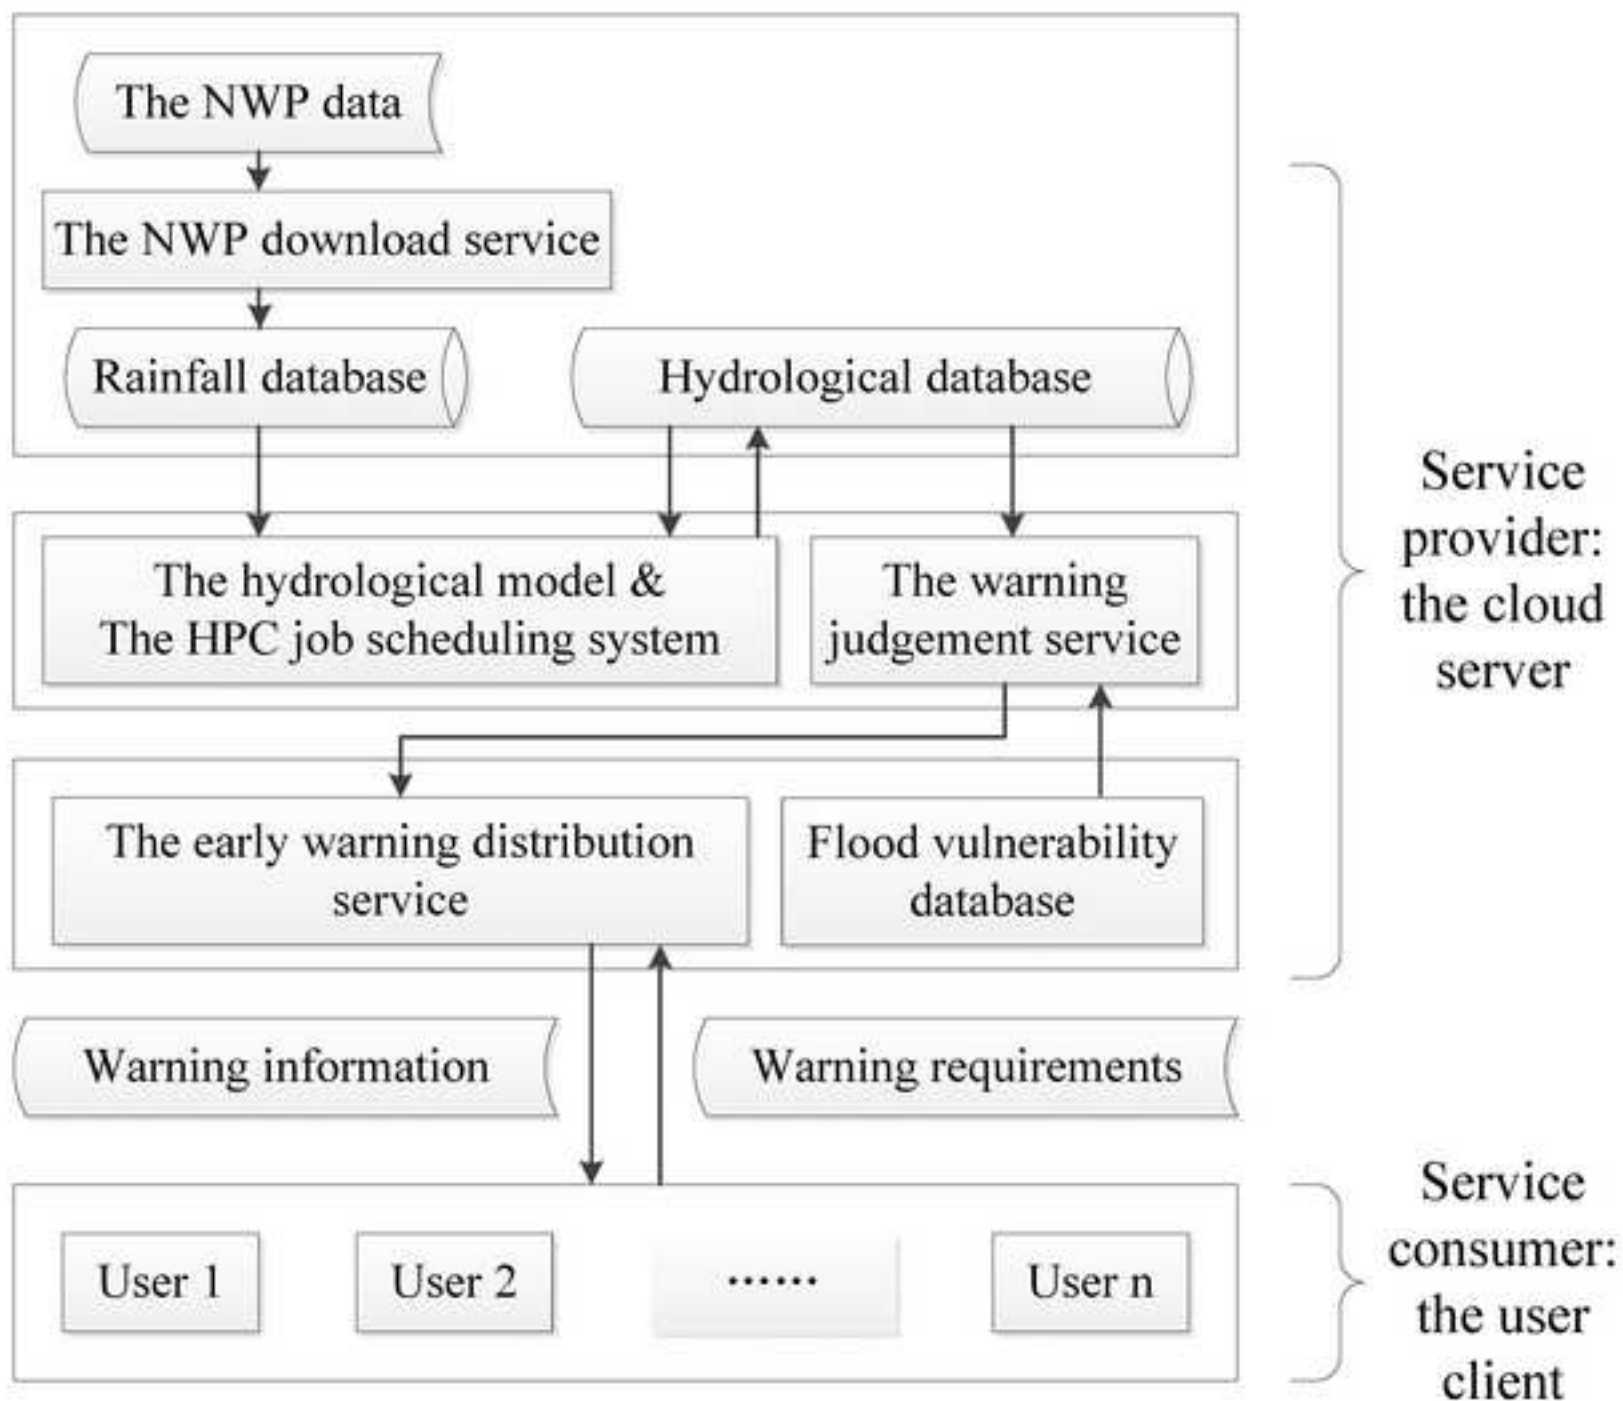 The NWP data
The NWP download service
Rainfall database
Hydrological database
The hydrological model &
The HPC job scheduling system
The warning
judgement service
The early warning distribution
service
Flood vulnerability
database
Warning information
Warning requirements
User 1
User 2
······
User n
Service
provider:
the cloud
server
Service
consumer:
the user
client